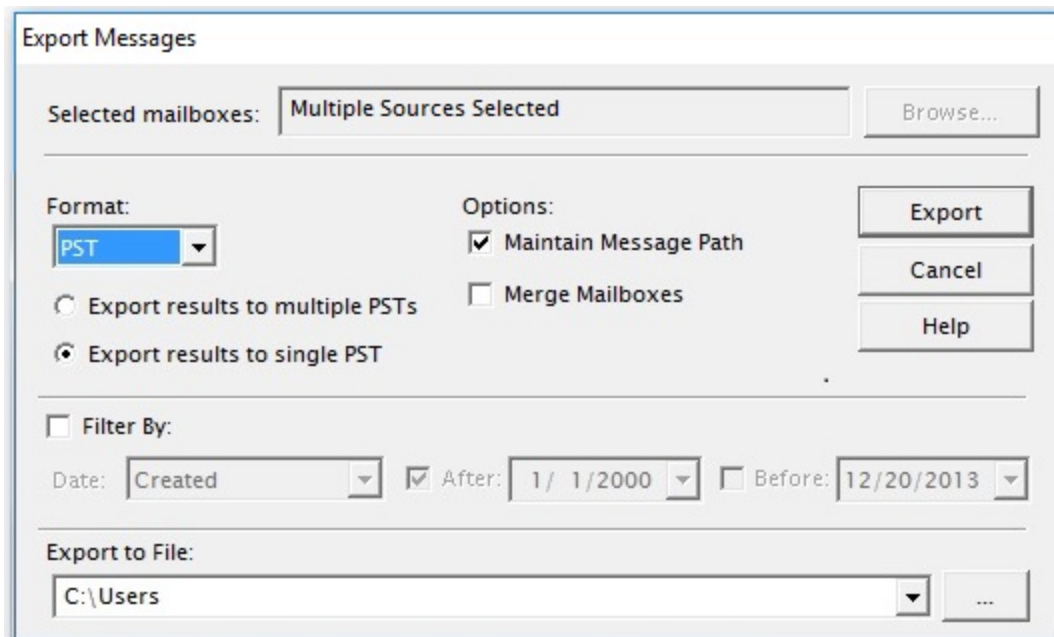 Export Messages
Selected mailboxes: Multiple Sources Selected Browse...
Format: Options:
PST Maintain Message Path Export
Merge Mailboxes Cancel
Export results to multiple PSTs Help
Export results to single PST
Filter By:
Date: Created After: 1/ 1/2000 Before: 12/20/2013
Export to File:
C:\Users ...